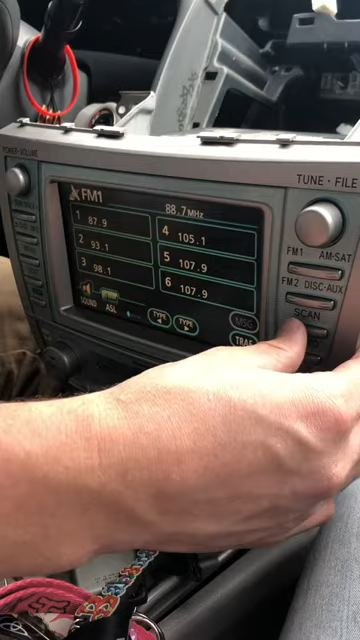 POWER·VOLUME
TUNE · FILE
FM1
88.7MHz
1 87.9
4 105.1
2 93.1
5 107.9
3 98.1
6 107.9
SOUND
ASL
TYPE
TYPE
MSG
TRAF
FM1 AM·SAT
FM2 DISC·AUX
SCAN